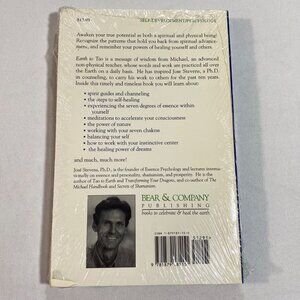 $12.95
SELF-DEVELOPMENT/PSYCHOLOGY
Awaken your true potential as both a spiritual and physical being!
Recognize the patterns that hold you back from spiritual advance-
ment, and remember your powers of healing yourself and others.
Earth to Tao is a message of wisdom from Michael, an advanced
non-physical teacher, whose words and work are practiced all over the
Earth on a daily basis. He has inspired José Stevens, a Ph.D.
in counseling, to carry his work to others for the past ten years.
Inside this timely and timeless book you will learn about:
• spirit guides and channeling
• the steps to self-healing
• experiencing the seven degrees of essence within
yourself
• meditations to accelerate your consciousness
• the power of nature
• working with your seven chakras
• balancing your self
• how to work with your instinctive center
• the healing power of dreams
and much, much more!
José Stevens, Ph.D., is the founder of Essence Psychology and lectures interna-
tionally on essence and personality, shamanism, and prosperity. He is the
author of Tao to Earth and Transforming Your Dragons, and co-author of The
Michael Handbook and Secrets of Shamanism.
BEAR & COMPANY
PUBLISHING
books to celebrate & heal the earth
51295